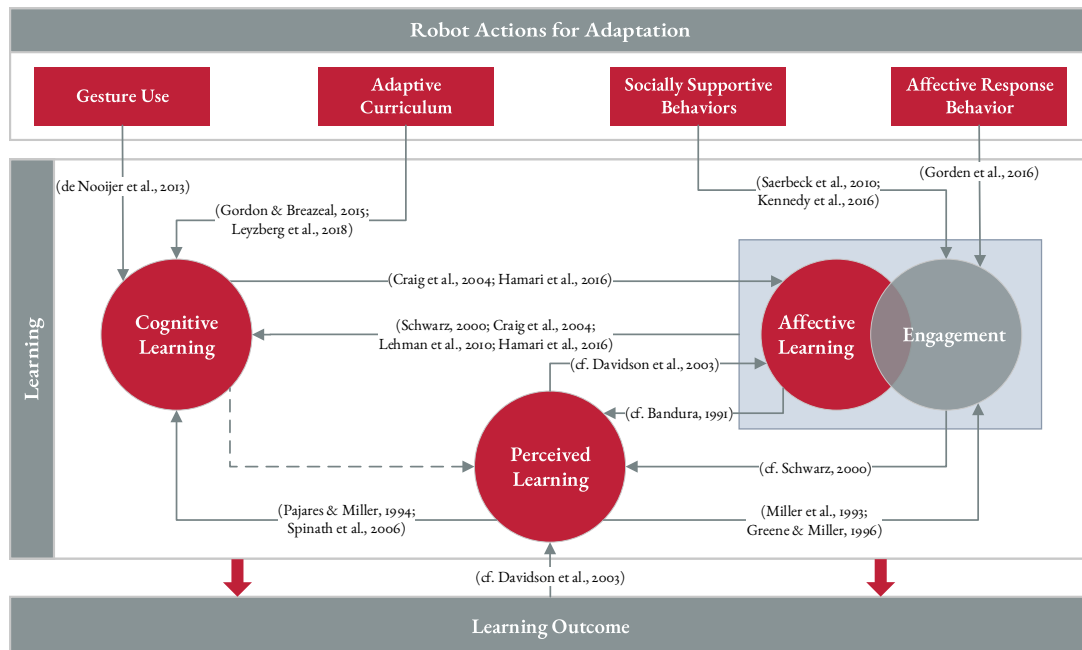 Robot Actions for Adaptation
Gesture Use
Adaptive
Curriculum
Socially Supportive
Behaviors
Affective Response
Behavior
(de Nooijer et al., 2013)
(Gordon & Breazeal, 2015;
Leyzberg et al., 2018)
(Saerbeck et al., 2010;
Kennedy et al., 2016)
(Gorden et al., 2016)
Learning
(Craig et al., 2004; Hamari et al., 2016)
Cognitive
Learning
(Schwarz, 2000; Craig et al., 2004;
Lehman et al., 2010; Hamari et al., 2016)
Affective
Learning
Engagement
(cf. Davidson et al., 2003)
(cf. Bandura, 1991)
Perceived
Learning
(cf. Schwarz, 2000)
(Pajares & Miller, 1994;
Spinath et al., 2006)
(Miller et al., 1993;
Greene & Miller, 1996)
(cf. Davidson et al., 2003)
Learning Outcome